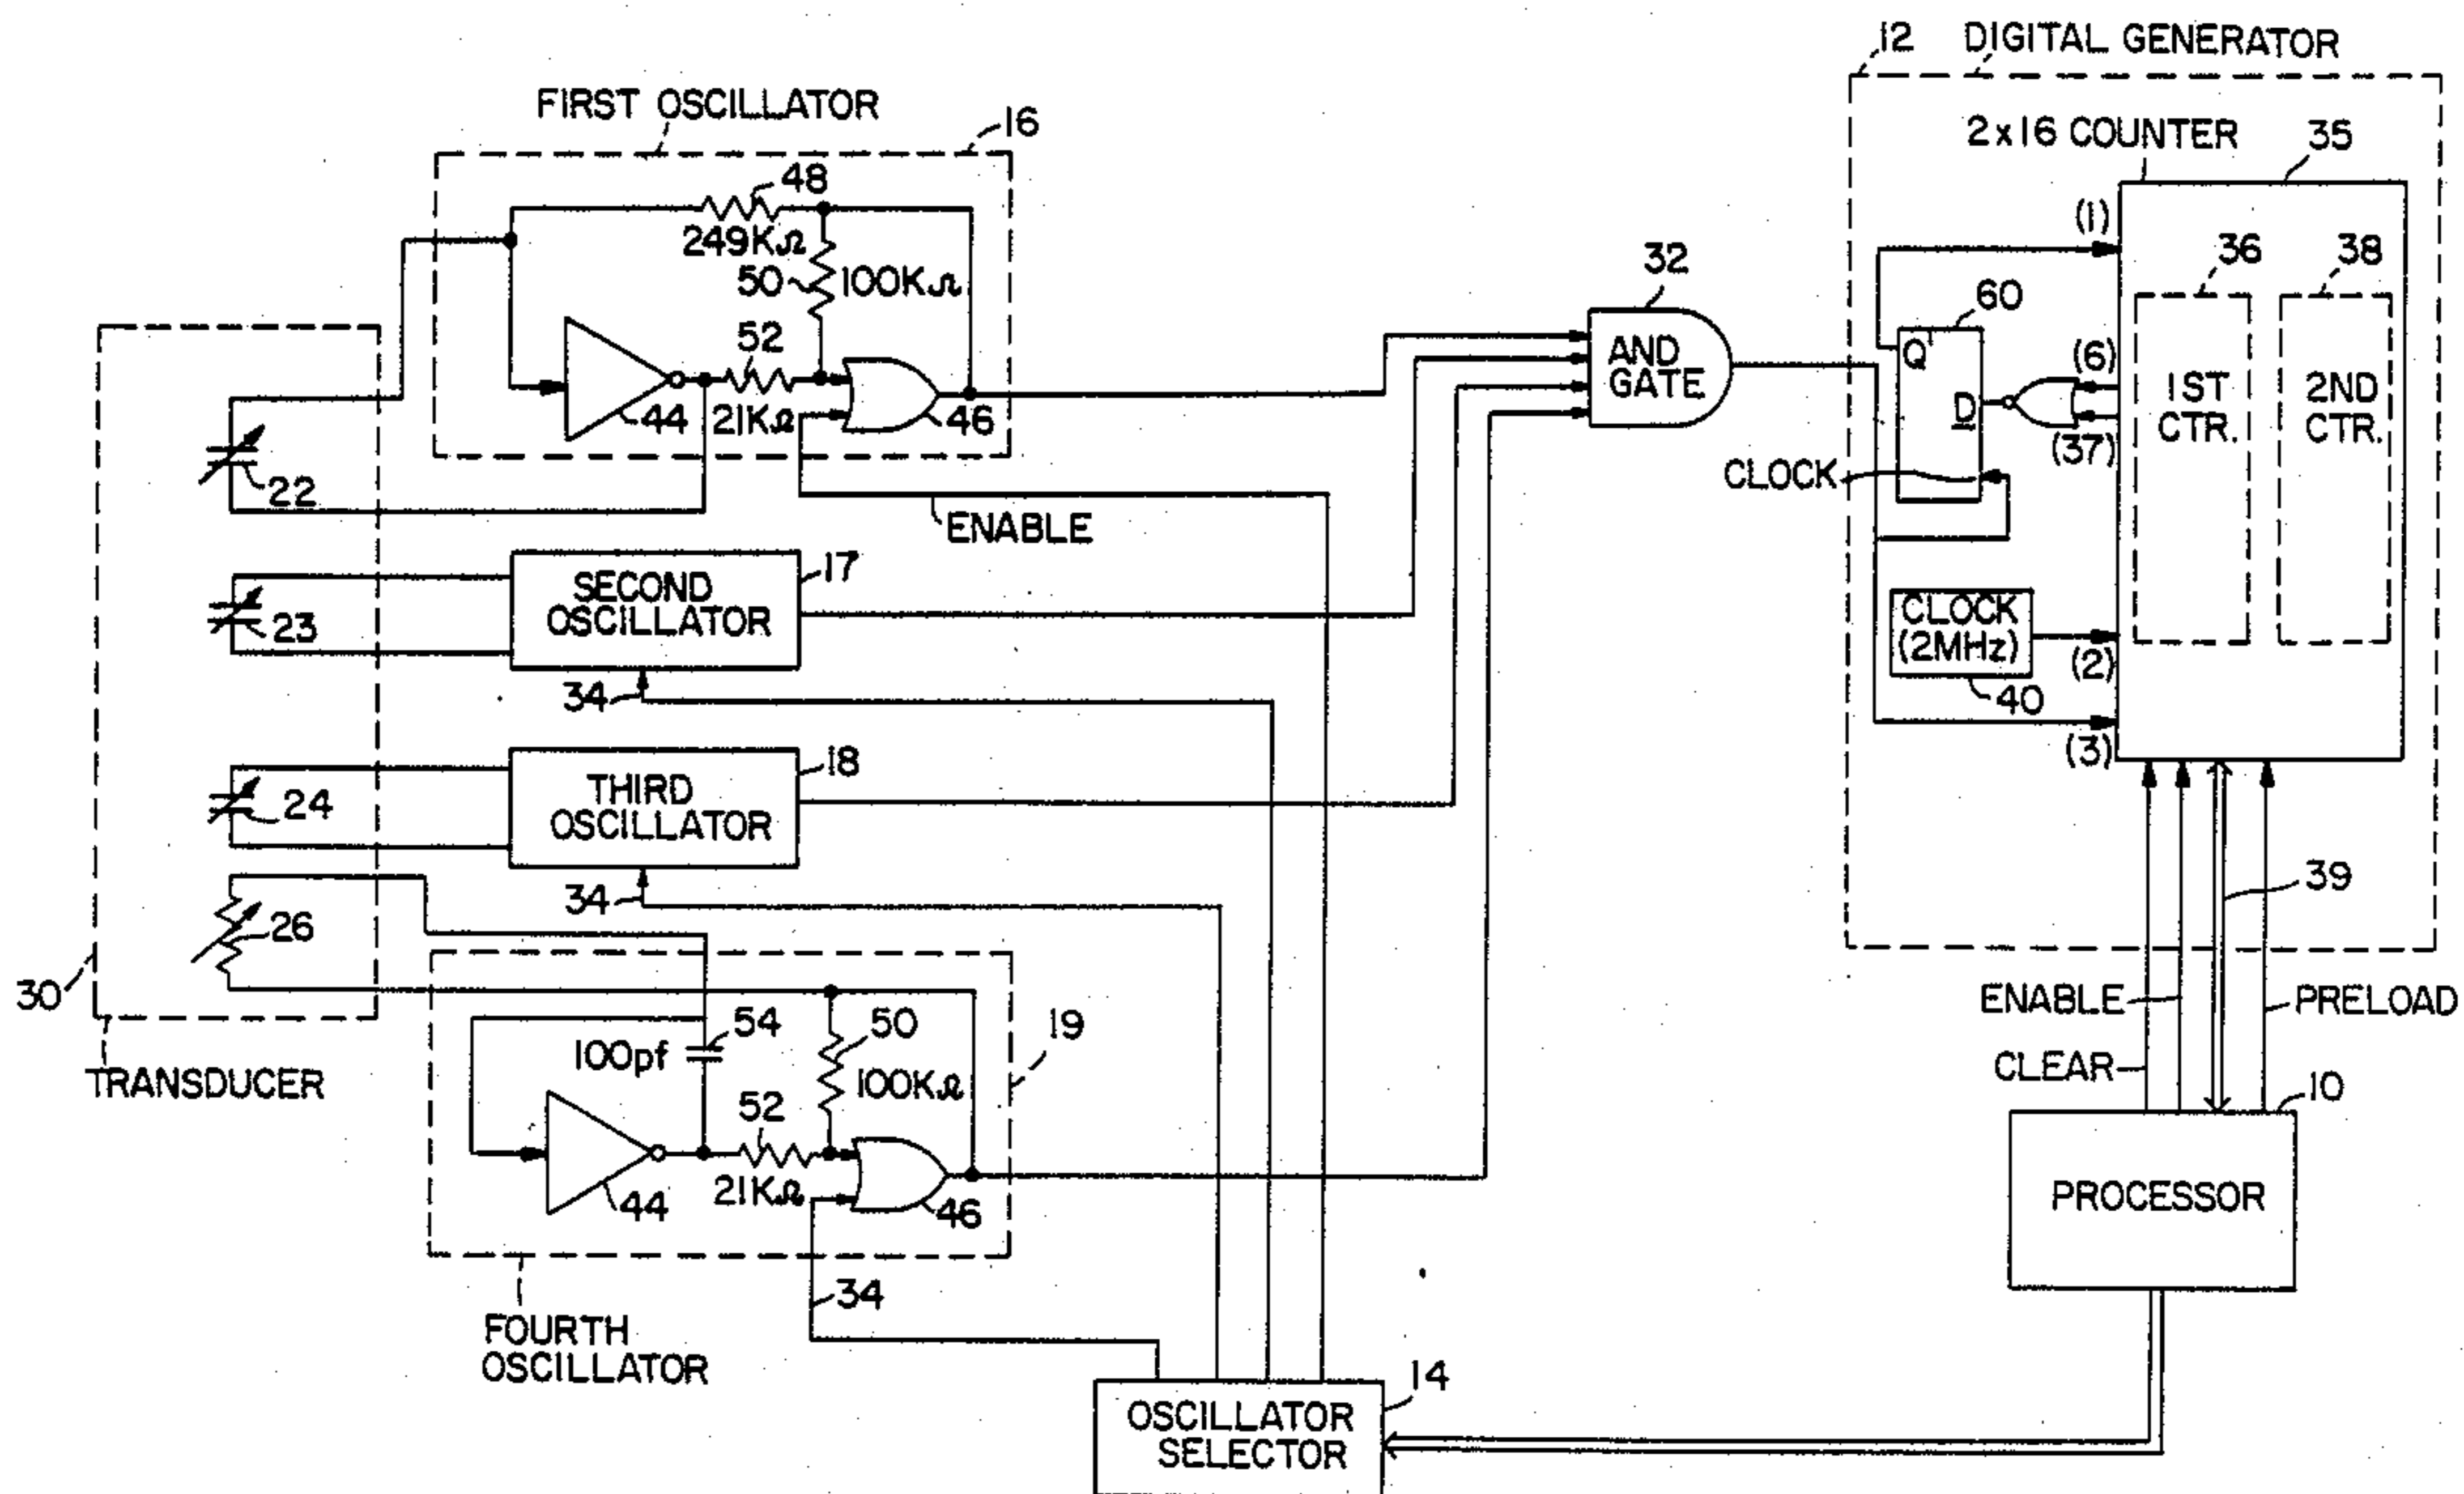 12 DIGITAL GENERATOR
FIRST OSCILLATOR
16
2x16 COUNTER
35
48
249KΩ
50
100KΩ
52
21KΩ
44
46
22
ENABLE
32
AND
GATE
(1)
36
38
60
Q
D
(6)
(37)
1ST
CTR.
2ND
CTR.
CLOCK
SECOND
OSCILLATOR
17
23
34
CLOCK
(2MHz)
(2)
40
(3)
THIRD
OSCILLATOR
18
24
34
39
26
30
TRANSDUCER
54
100pf
50
100KΩ
19
52
21KΩ
44
46
34
FOURTH
OSCILLATOR
ENABLE
PRELOAD
CLEAR
10
PROCESSOR
14
OSCILLATOR
SELECTOR